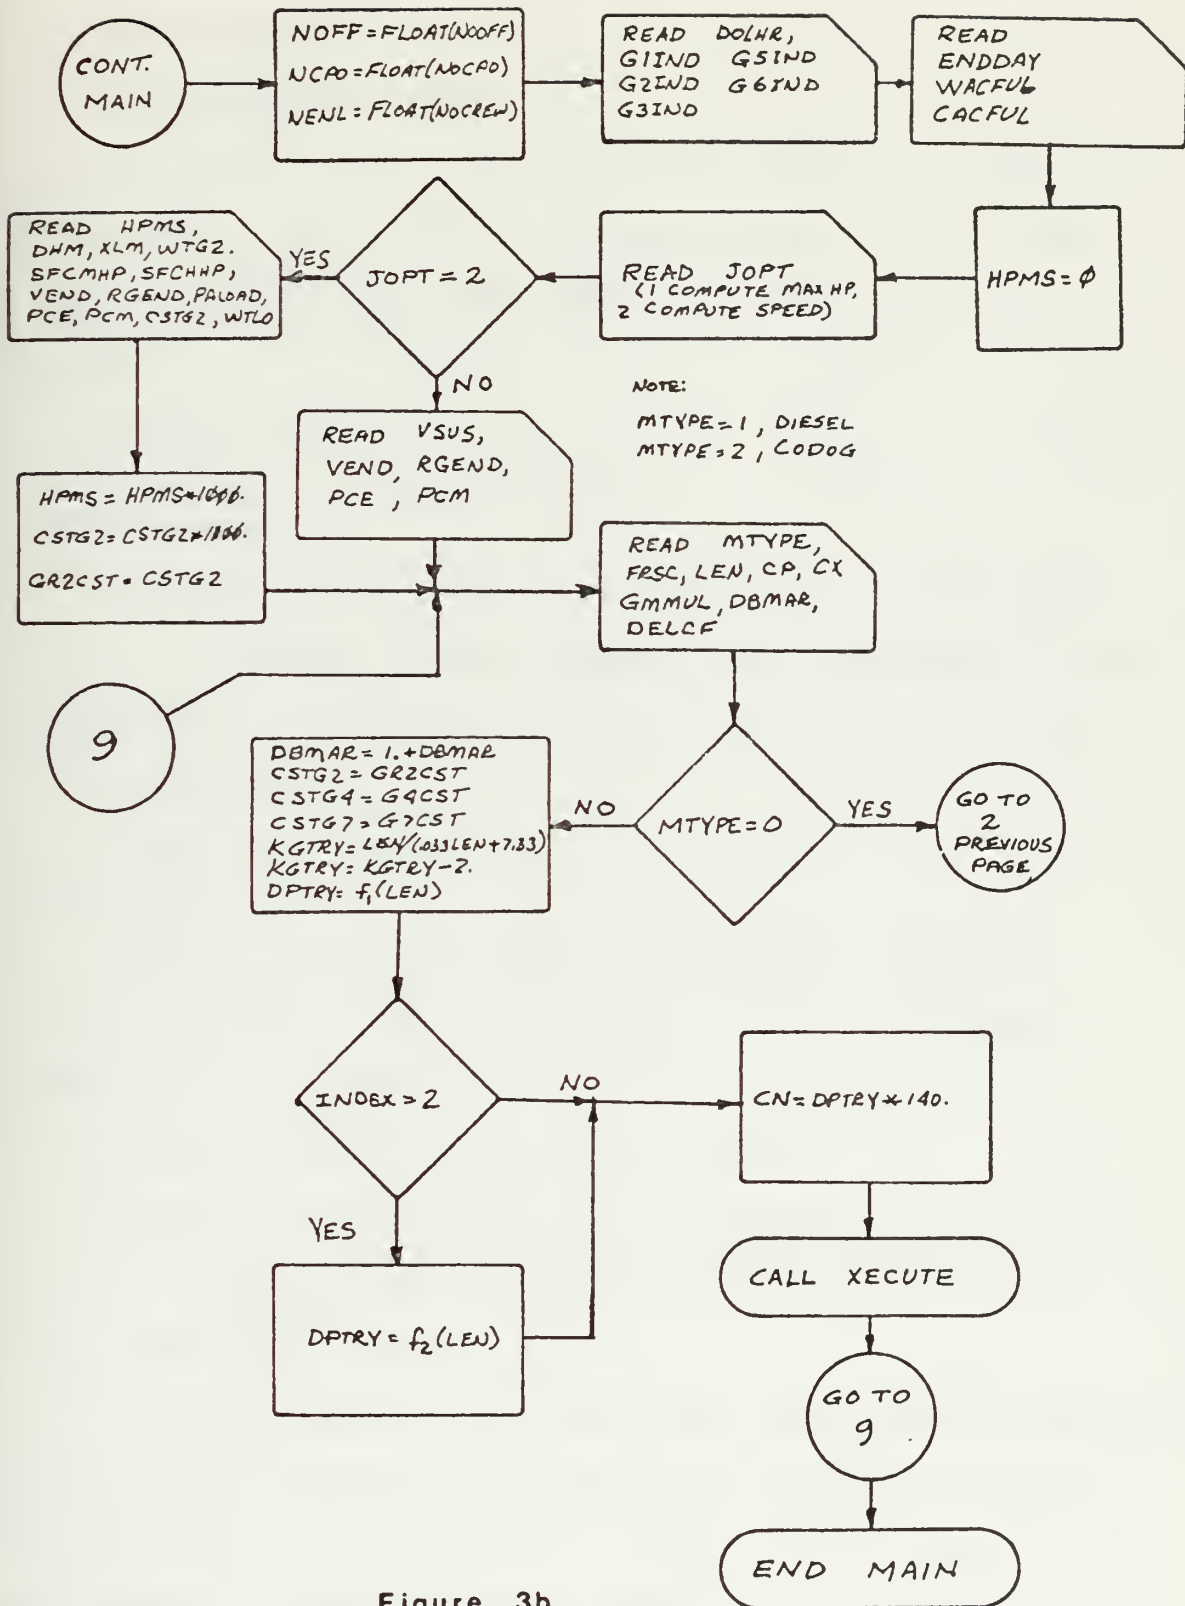 CONT.
MAIN
NOFF=FLOAT(NOOFF)
NCPO=FLOAT(NOCPO)
NENL=FLOAT(NOCREW)
READ DOLHR,
G1IND G5IND
G2IND G6IND
G3IND
READ
ENDDAY
WACFUL
CACFUL
HPMS=Ø
READ JOPT
(1 COMPUTE MAX HP,
2 COMPUTE SPEED)
JOPT=2
YES
NO
READ HPMS,
DHM, XLM, WTG2.
SFCMHP, SFCHHP,
VEND, RGEND, PALOAD,
PCE, PCM, CSTG2, WTLO
HPMS=HPMS*1ØØØ.
CSTG2=CSTG2*1ØØØ.
GR2CST=CSTG2
READ VSUS,
VEND, RGEND,
PCE, PCM
NOTE:
MTYPE=1, DIESEL
MTYPE=2, CODOG
READ MTYPE,
FRSC, LEN, CP, CX
GMMUL, DBMAR,
DELCF
9
MTYPE=0
NO
YES
GO TO
2
PREVIOUS
PAGE
DBMAR=1.+DBMAR
CSTG2=GR2CST
CSTG4=G4CST
CSTG7=G7CST
KGTRY=LEN/(.033LEN+7.33)
KGTRY=KGTRY-2.
DPTRY=f₁(LEN)
INDEX=2
NO
YES
DPTRY=f₂(LEN)
CN=DPTRY*140.
CALL XECUTE
GO TO
9
END MAIN
Figure 3b